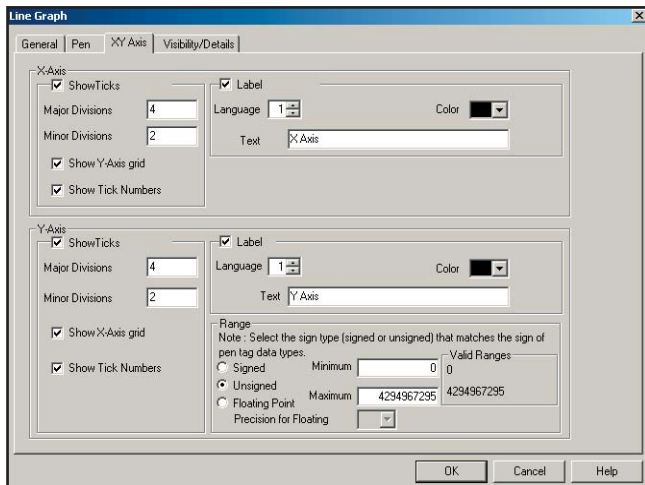 Line Graph
General Pen XY Axis Visibility/Details
X-Axis
ShowTicks
Major Divisions 4
Minor Divisions 2
Show Y-Axis grid
Show Tick Numbers
Label
Language 1 Color
Text X Axis
Y-Axis
ShowTicks
Major Divisions 4
Minor Divisions 2
Show X-Axis grid
Show Tick Numbers
Label
Language 1 Color
Text Y Axis
Range
Note : Select the sign type (signed or unsigned) that matches the sign of
pen tag data types.
Signed
Unsigned
Floating Point
Minimum 0
Maximum 4294967295
Valid Ranges
0
4294967295
Precision for Floating
OK Cancel Help